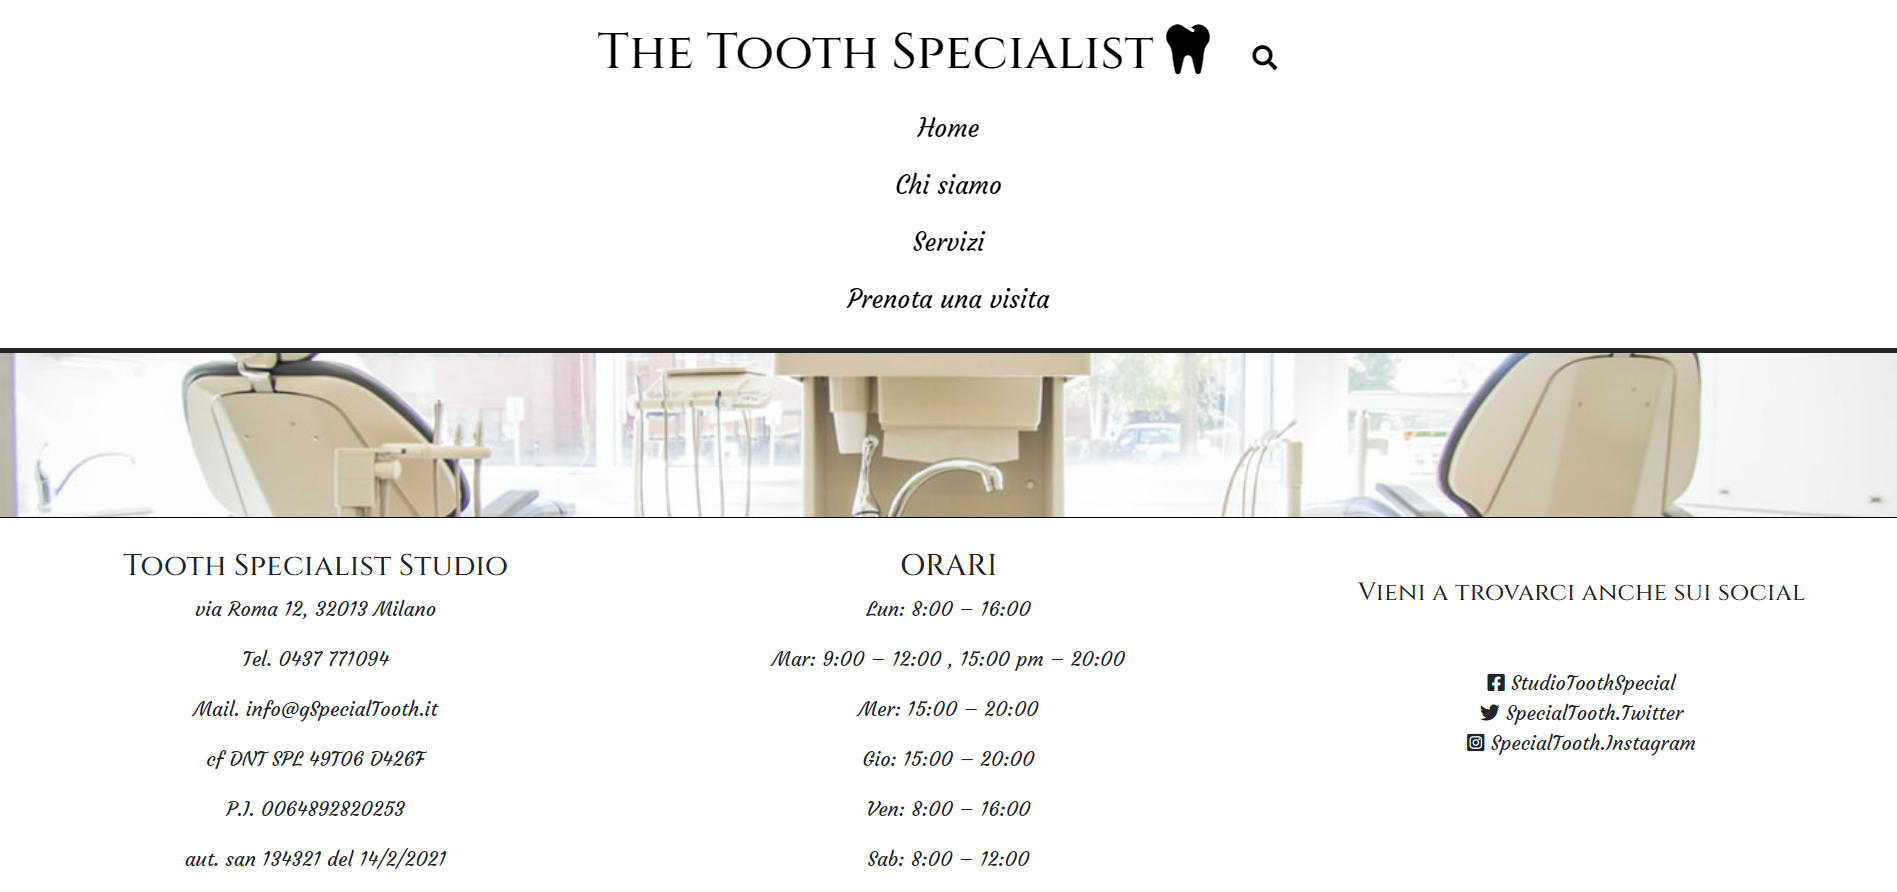 The Tooth Specialist
Home
Chi siamo
Servizi
Prenota una visita
Tooth Specialist Studio
via Roma 12, 32013 Milano
Tel. 0437 771094
Mail. info@gSpecialTooth.it
cf DNT SPL 49T06 D426F
P.I. 0064892820253
aut. san 134321 del 14/2/2021
ORARI
Lun: 8:00 – 16:00
Mar: 9:00 – 12:00 , 15:00 pm – 20:00
Mer: 15:00 – 20:00
Gio: 15:00 – 20:00
Ven: 8:00 – 16:00
Sab: 8:00 – 12:00
Vieni a trovarci anche sui social
StudioToothSpecial
SpecialTooth.Twitter
SpecialTooth.Instagram